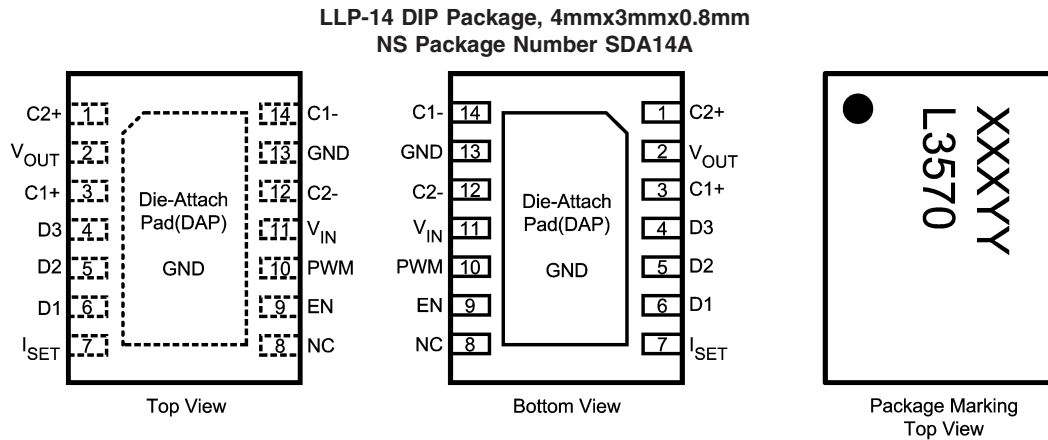 LLP-14 DIP Package, 4mmx3mmx0.8mm
NS Package Number SDA14A
C2+ 1
VOUT 2
C1+ 3
D3 4
D2 5
D1 6
ISET 7
14 C1-
13 GND
12 C2-
11 VIN
10 PWM
9 EN
8 NC
Die-Attach
Pad(DAP)
GND
Top View
C1- 14
GND 13
C2- 12
VIN 11
PWM 10
EN 9
NC 8
1 C2+
2 VOUT
3 C1+
4 D3
5 D2
6 D1
7 ISET
Die-Attach
Pad(DAP)
GND
Bottom View
XXXYY
L3570
Package Marking
Top View